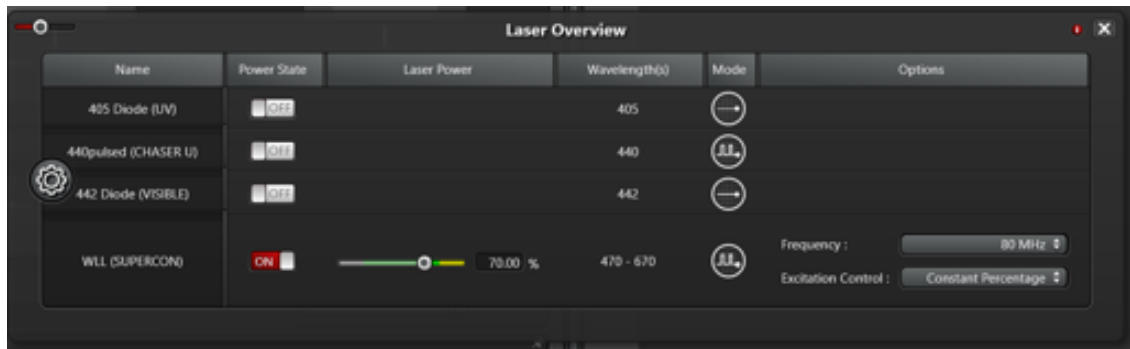 Laser Overview
Name Power State Laser Power Wavelength(s) Mode Options
405 Diode (UV) OFF 405
440pulsed (CHASER U) OFF 440
442 Diode (VISIBLE) OFF 442
WLL (SUPERCON) ON 70.00 % 470 - 670 Frequency : 80 MHz
Excitation Control : Constant Percentage